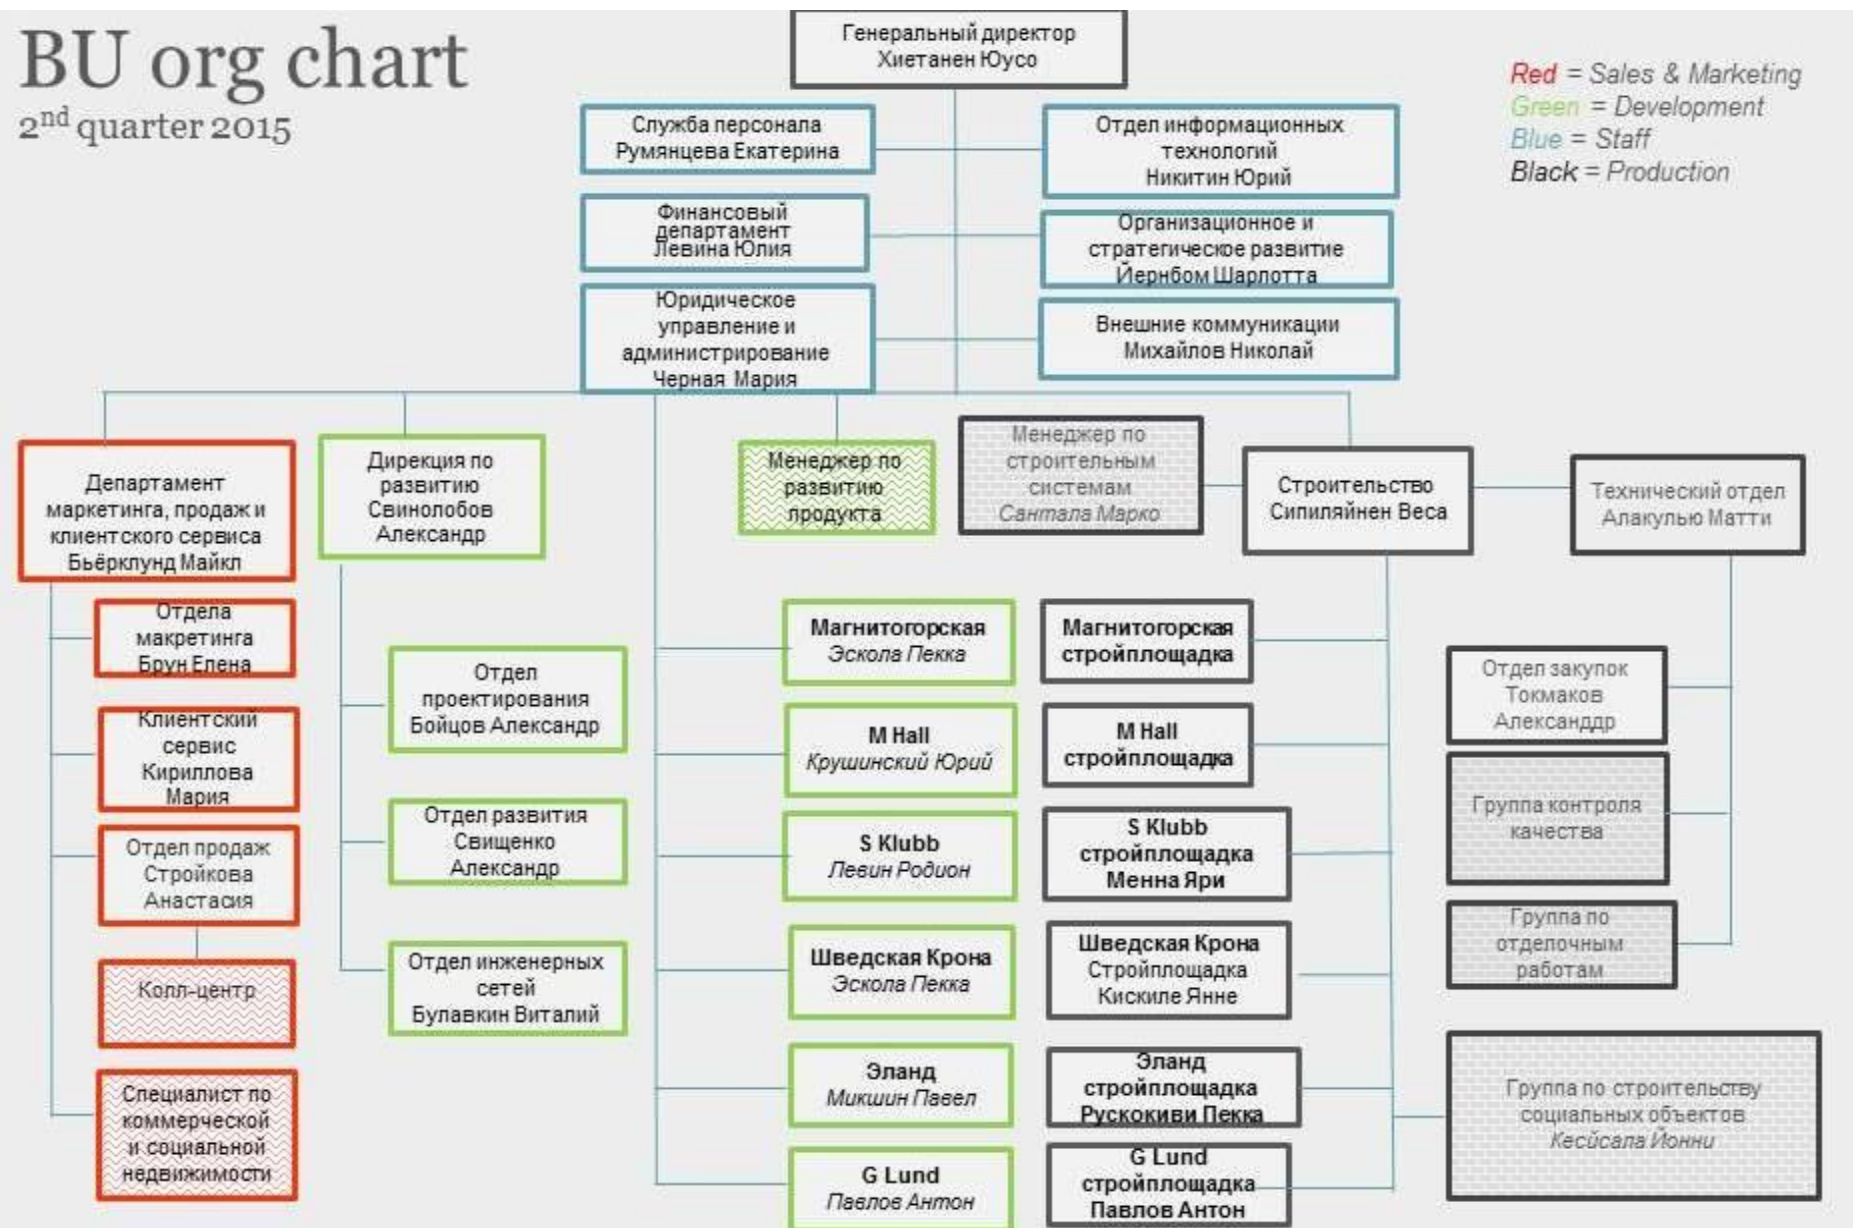 BU org chart
2nd quarter 2015
Генеральный директор
Хиетанен Юусо
Red = Sales & Marketing
Green = Development
Blue = Staff
Black = Production
Служба персонала
Румянцева Екатерина
Отдел информационных
технологий
Никитин Юрий
Финансовый
департамент
Левина Юлия
Организационное и
стратегическое развитие
Йернбом Шарлотта
Юридическое
управление и
администрирование
Черная Мария
Внешние коммуникации
Михайлов Николай
Департамент
маркетинга, продаж и
клиентского сервиса
Бьёрклунд Майкл
Дирекция по
развитию
Свинолобов
Александр
Менеджер по
развитию
продукта
Менеджер по
строительным
системам
Сантала Марко
Строительство
Сипиляйнен Веса
Технический отдел
Алакулью Матти
Отдела
макретинга
Брун Елена
Клиентский
сервис
Кириллова
Мария
Отдел продаж
Стройкова
Анастасия
Колл-центр
Специалист по
коммерческой
и социальной
недвижимости
Отдел
проектирования
Бойцов Александр
Отдел развития
Свищенко
Александр
Отдел инженерных
сетей
Булавкин Виталий
Магнитогорская
Эскола Пекка
M Hall
Крушинский Юрий
S Klubb
Левин Родион
Шведская Крона
Эскола Пекка
Эланд
Микшин Павел
G Lund
Павлов Антон
Магнитогорская
стройплощадка
M Hall
стройплощадка
S Klubb
стройплощадка
Менна Яри
Шведская Крона
Стройплощадка
Кискиле Янне
Эланд
стройплощадка
Рускокиви Пекка
G Lund
стройплощадка
Павлов Антон
Отдел закупок
Токмаков
Александдр
Группа контроля
качества
Группа по
отделочным
работам
Группа по строительству
социальных объектов
Кесйсала Йонни